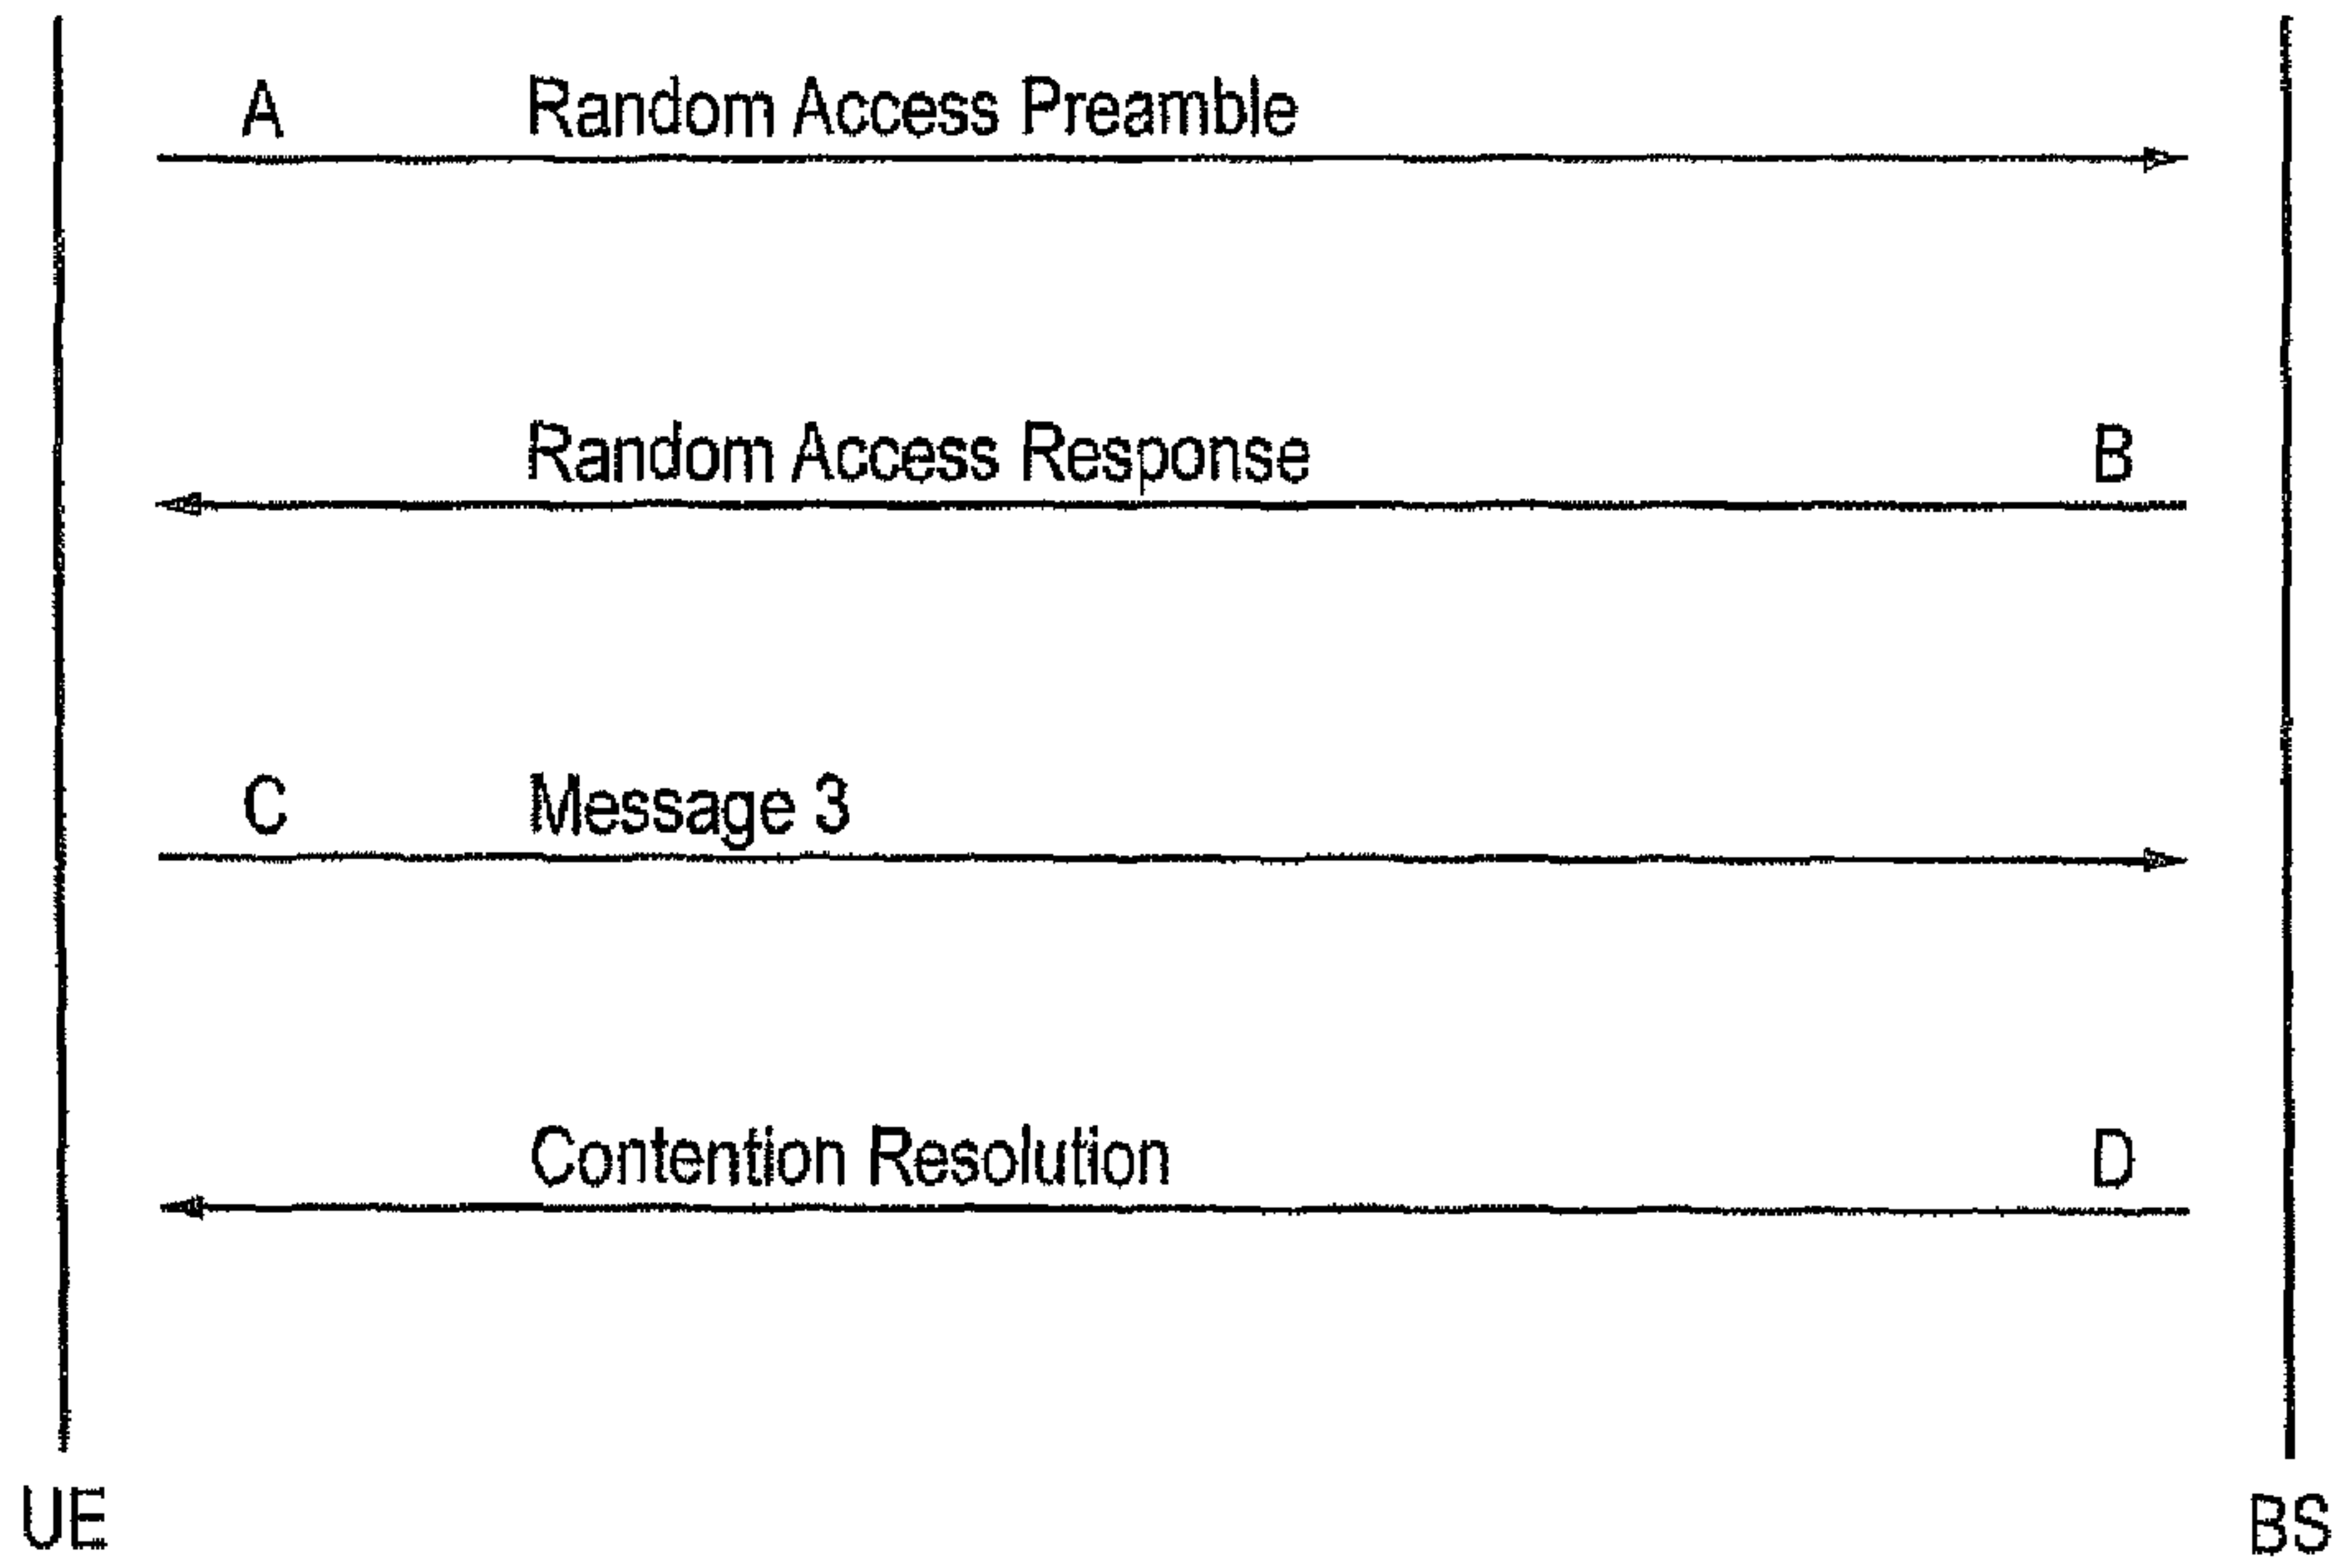 A Random Access Preamble
Random Access Response B
C Message 3
Contention Resolution D
UE BS